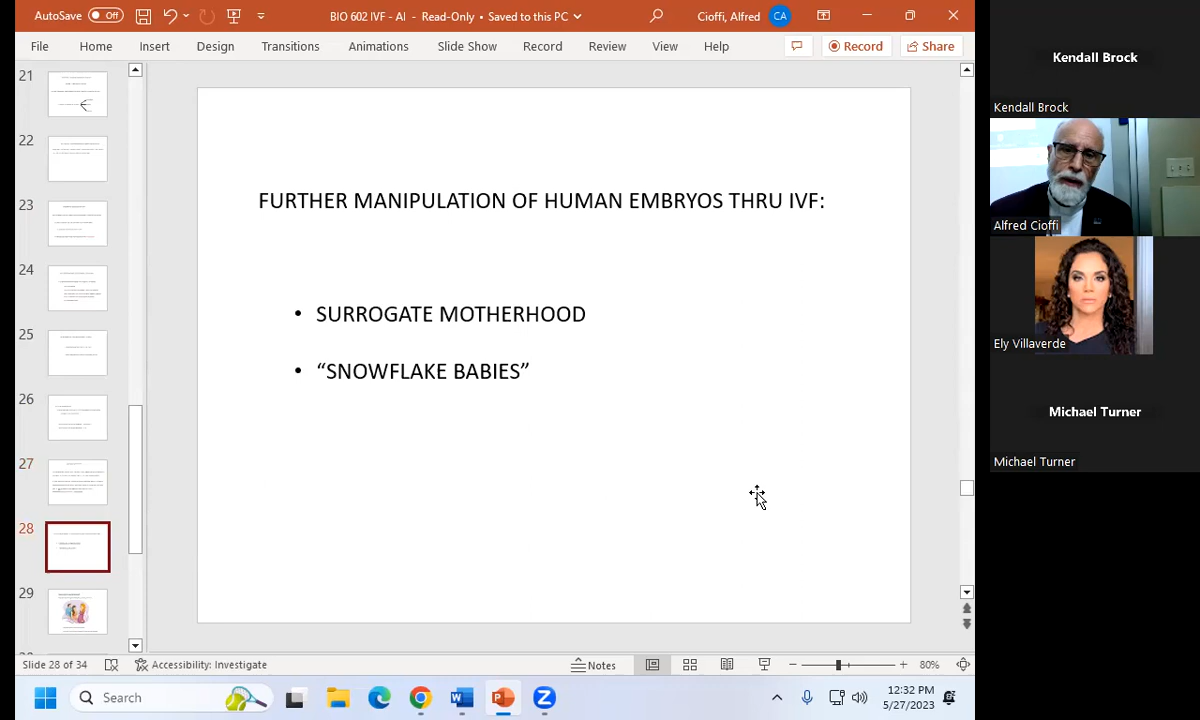 AutoSave Off
BIO 602 IVF - AI - Read-Only • Saved to this PC
Cioffi, Alfred CA
File Home Insert Design Transitions Animations Slide Show Record Review View Help
Record Share
21
22
23
24
25
26
27
28
29
FURTHER MANIPULATION OF HUMAN EMBRYOS THRU IVF:
• SURROGATE MOTHERHOOD
• “SNOWFLAKE BABIES”
Slide 28 of 34 Accessibility: Investigate Notes 80%
Search
12:32 PM
5/27/2023
Kendall Brock
Kendall Brock
Alfred Cioffi
Ely Villaverde
Michael Turner
Michael Turner